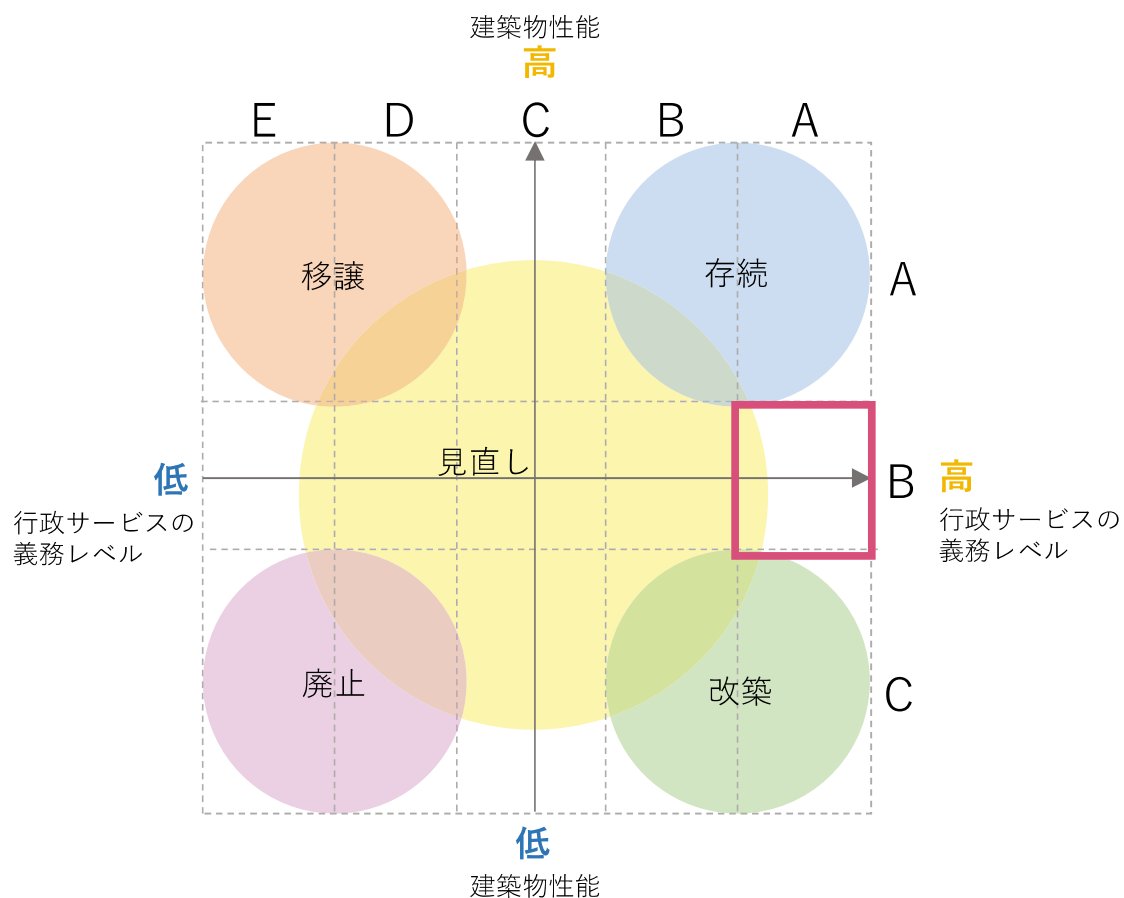 建築物性能
高
E D C B A
移譲
存続
A
見直し
低
行政サービスの
義務レベル
B
高
行政サービスの
義務レベル
廃止
改築
C
低
建築物性能